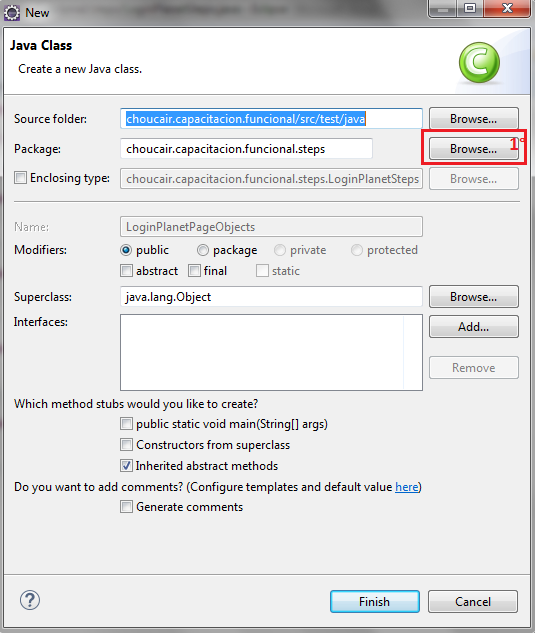 New
Java Class
Create a new Java class.
Source folder: choucair.capacitacion.funcional/src/test/java Browse...
Package: choucair.capacitacion.funcional.steps Browse... 1°
Enclosing type: choucair.capacitacion.funcional.steps.LoginPlanetSteps Browse...
Name: LoginPlanetPageObjects
Modifiers: public package private protected
abstract final static
Superclass: java.lang.Object Browse...
Interfaces: Add...
Remove
Which method stubs would you like to create?
public static void main(String[] args)
Constructors from superclass
Inherited abstract methods
Do you want to add comments? (Configure templates and default value here)
Generate comments
? Finish Cancel